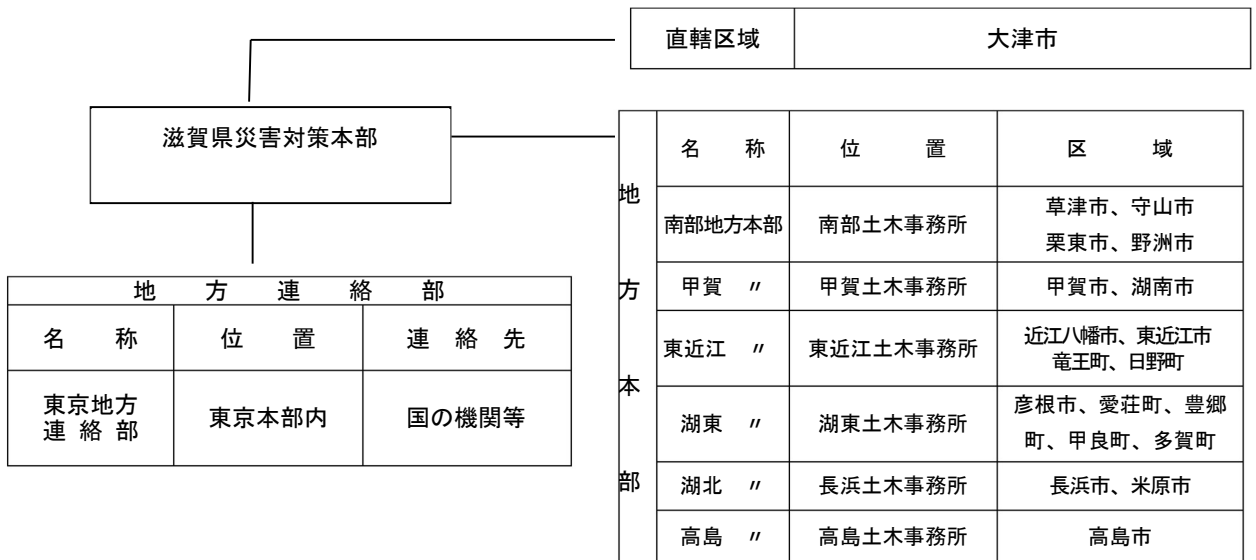 直轄区域 大津市
滋賀県災害対策本部
地方本部
名称 位置 区域
南部地方本部 南部土木事務所 草津市、守山市
栗東市、野洲市
甲賀 〃 甲賀土木事務所 甲賀市、湖南市
東近江 〃 東近江土木事務所 近江八幡市、東近江市
竜王町、日野町
湖東 〃 湖東土木事務所 彦根市、愛荘町、豊郷
町、甲良町、多賀町
湖北 〃 長浜土木事務所 長浜市、米原市
高島 〃 高島土木事務所 高島市
地方連絡部
名称 位置 連絡先
東京地方
連絡部 東京本部内 国の機関等